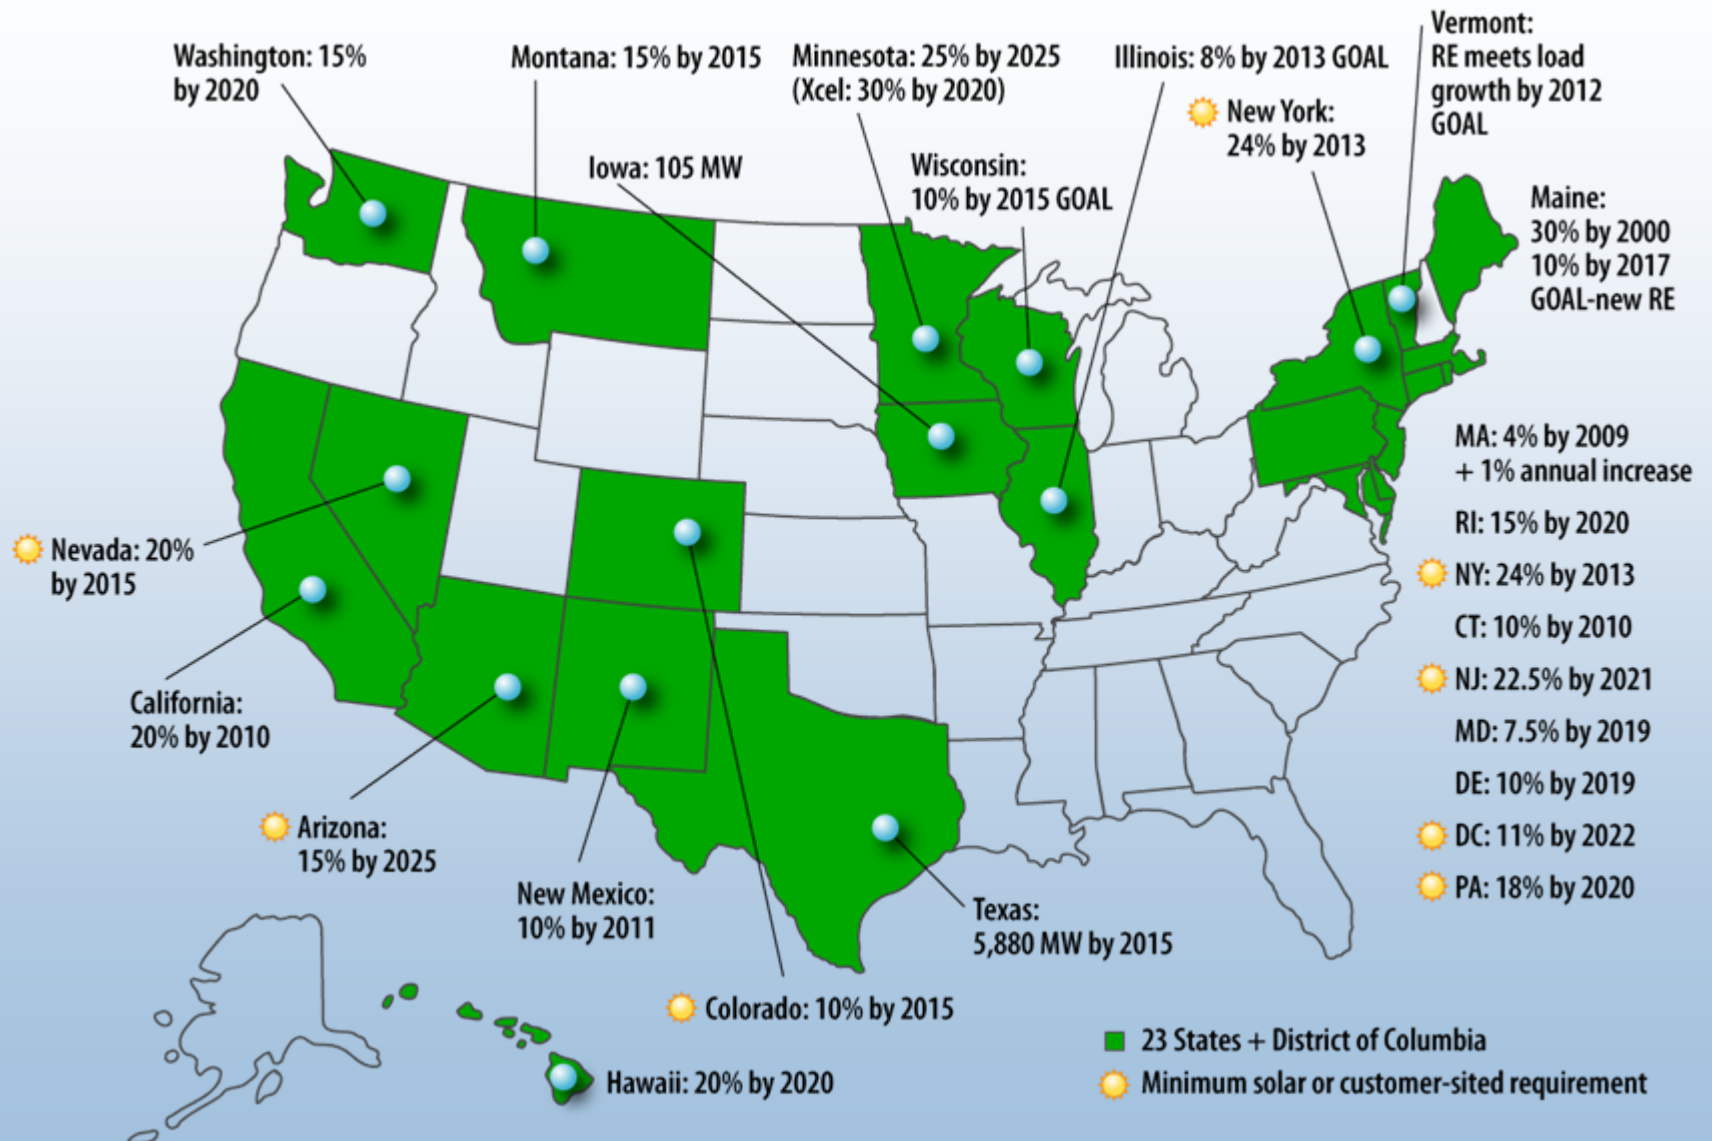 Washington: 15%
by 2020
Montana: 15% by 2015
Minnesota: 25% by 2025
(Xcel: 30% by 2020)
Illinois: 8% by 2013 GOAL
Vermont:
RE meets load
growth by 2012
GOAL
New York:
24% by 2013
Iowa: 105 MW
Wisconsin:
10% by 2015 GOAL
Maine:
30% by 2000
10% by 2017
GOAL-new RE
MA: 4% by 2009
+ 1% annual increase
RI: 15% by 2020
NY: 24% by 2013
CT: 10% by 2010
NJ: 22.5% by 2021
MD: 7.5% by 2019
DE: 10% by 2019
DC: 11% by 2022
PA: 18% by 2020
Nevada: 20%
by 2015
California:
20% by 2010
Arizona:
15% by 2025
New Mexico:
10% by 2011
Texas:
5,880 MW by 2015
Colorado: 10% by 2015
Hawaii: 20% by 2020
23 States + District of Columbia
Minimum solar or customer-sited requirement